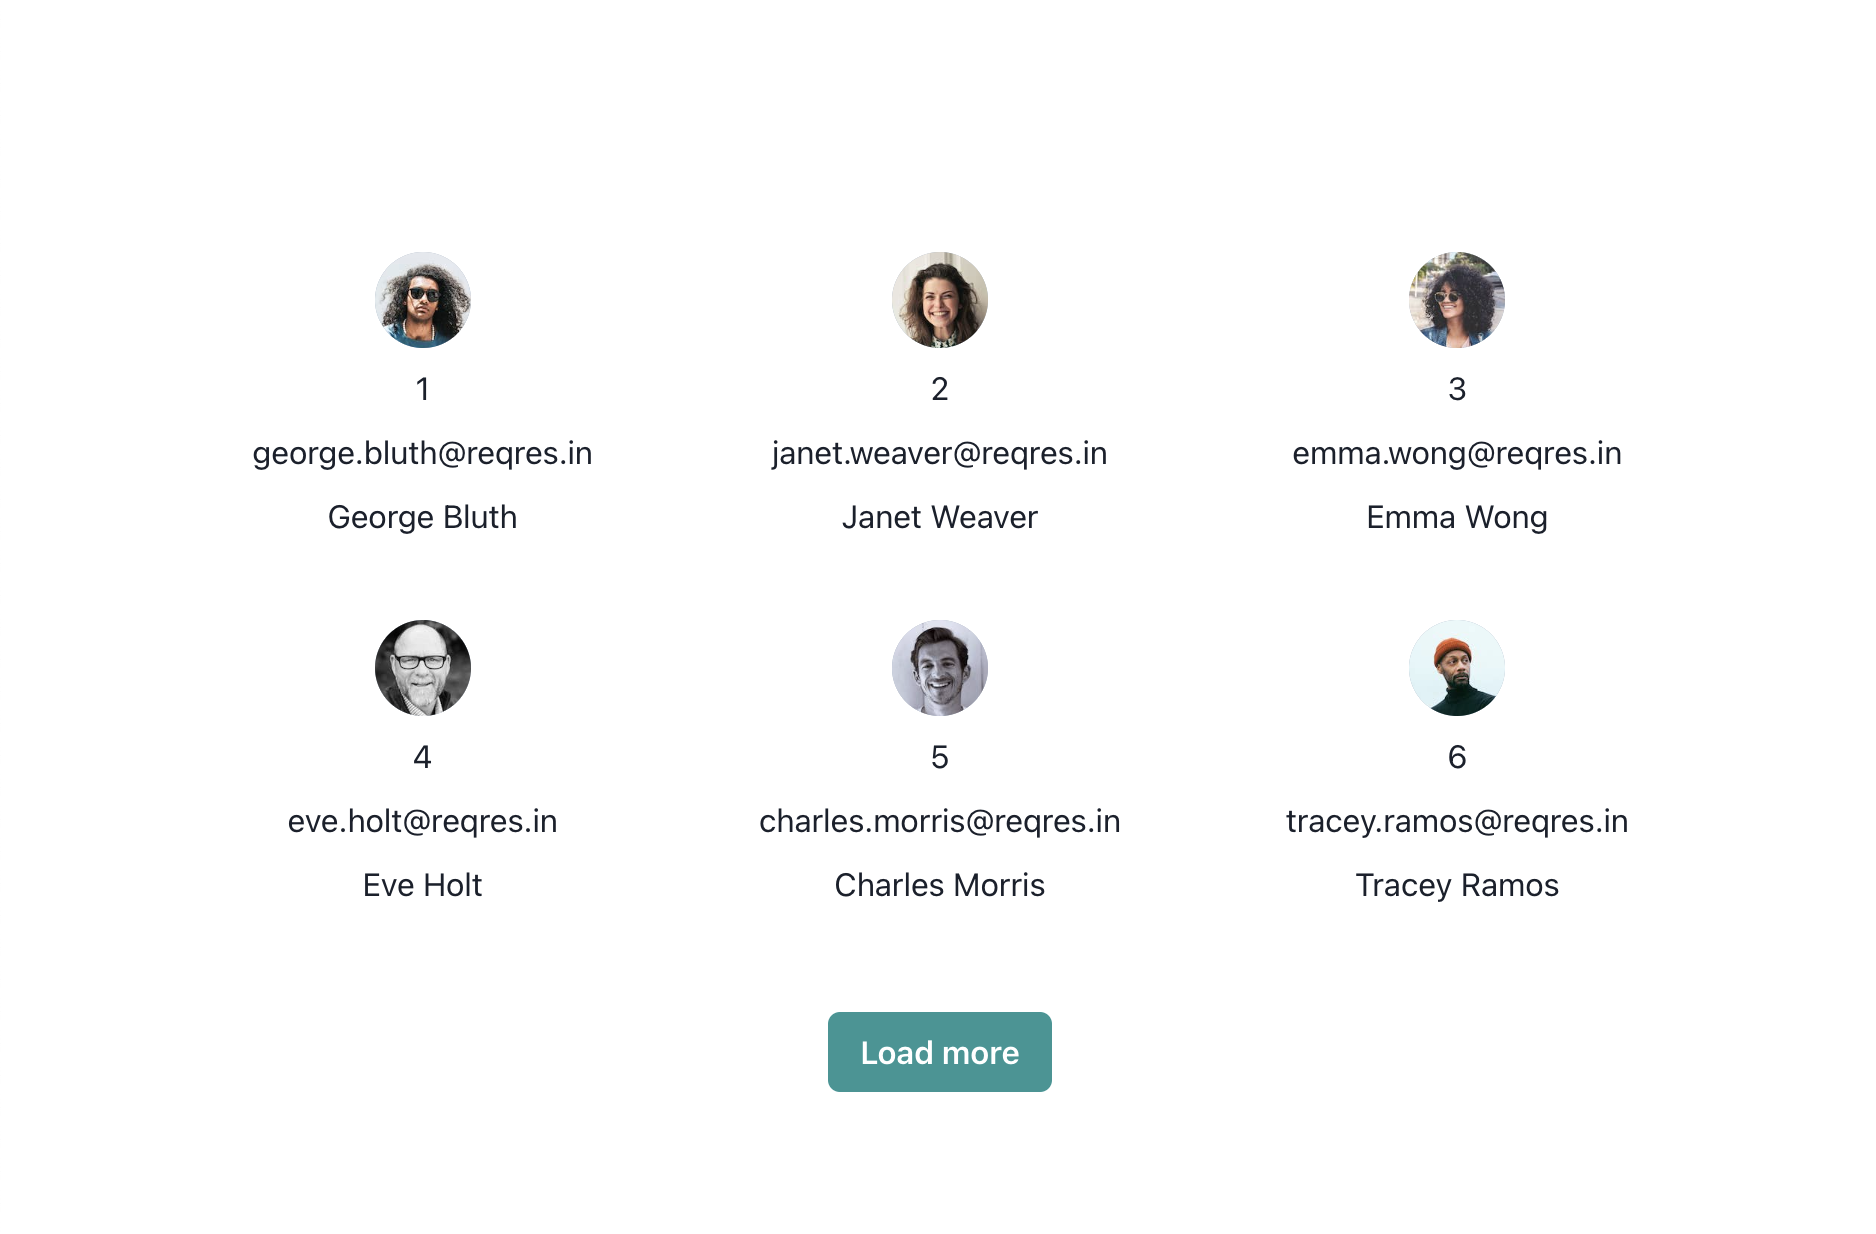 1
george.bluth@reqres.in
George Bluth
2
janet.weaver@reqres.in
Janet Weaver
3
emma.wong@reqres.in
Emma Wong
4
eve.holt@reqres.in
Eve Holt
5
charles.morris@reqres.in
Charles Morris
6
tracey.ramos@reqres.in
Tracey Ramos
Load more